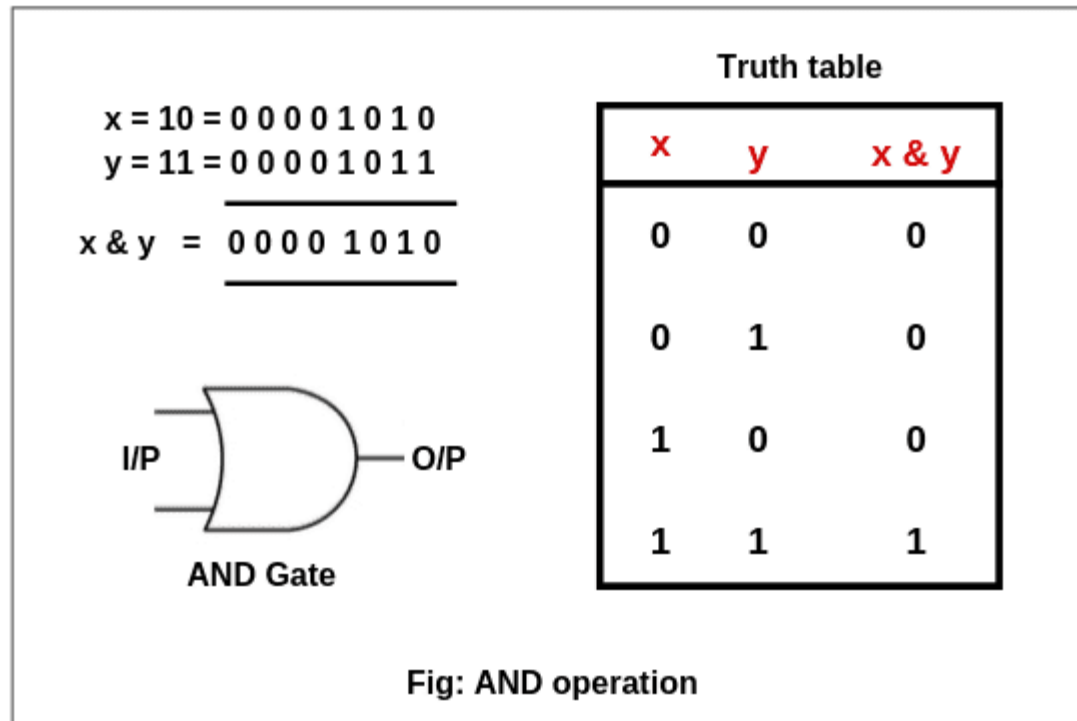 x = 10 = 0 0 0 0 1 0 1 0
y = 11 = 0 0 0 0 1 0 1 1
x & y = 0 0 0 0 1 0 1 0
I/P
O/P
AND Gate
Truth table
x y x & y
0 0 0
0 1 0
1 0 0
1 1 1
Fig: AND operation